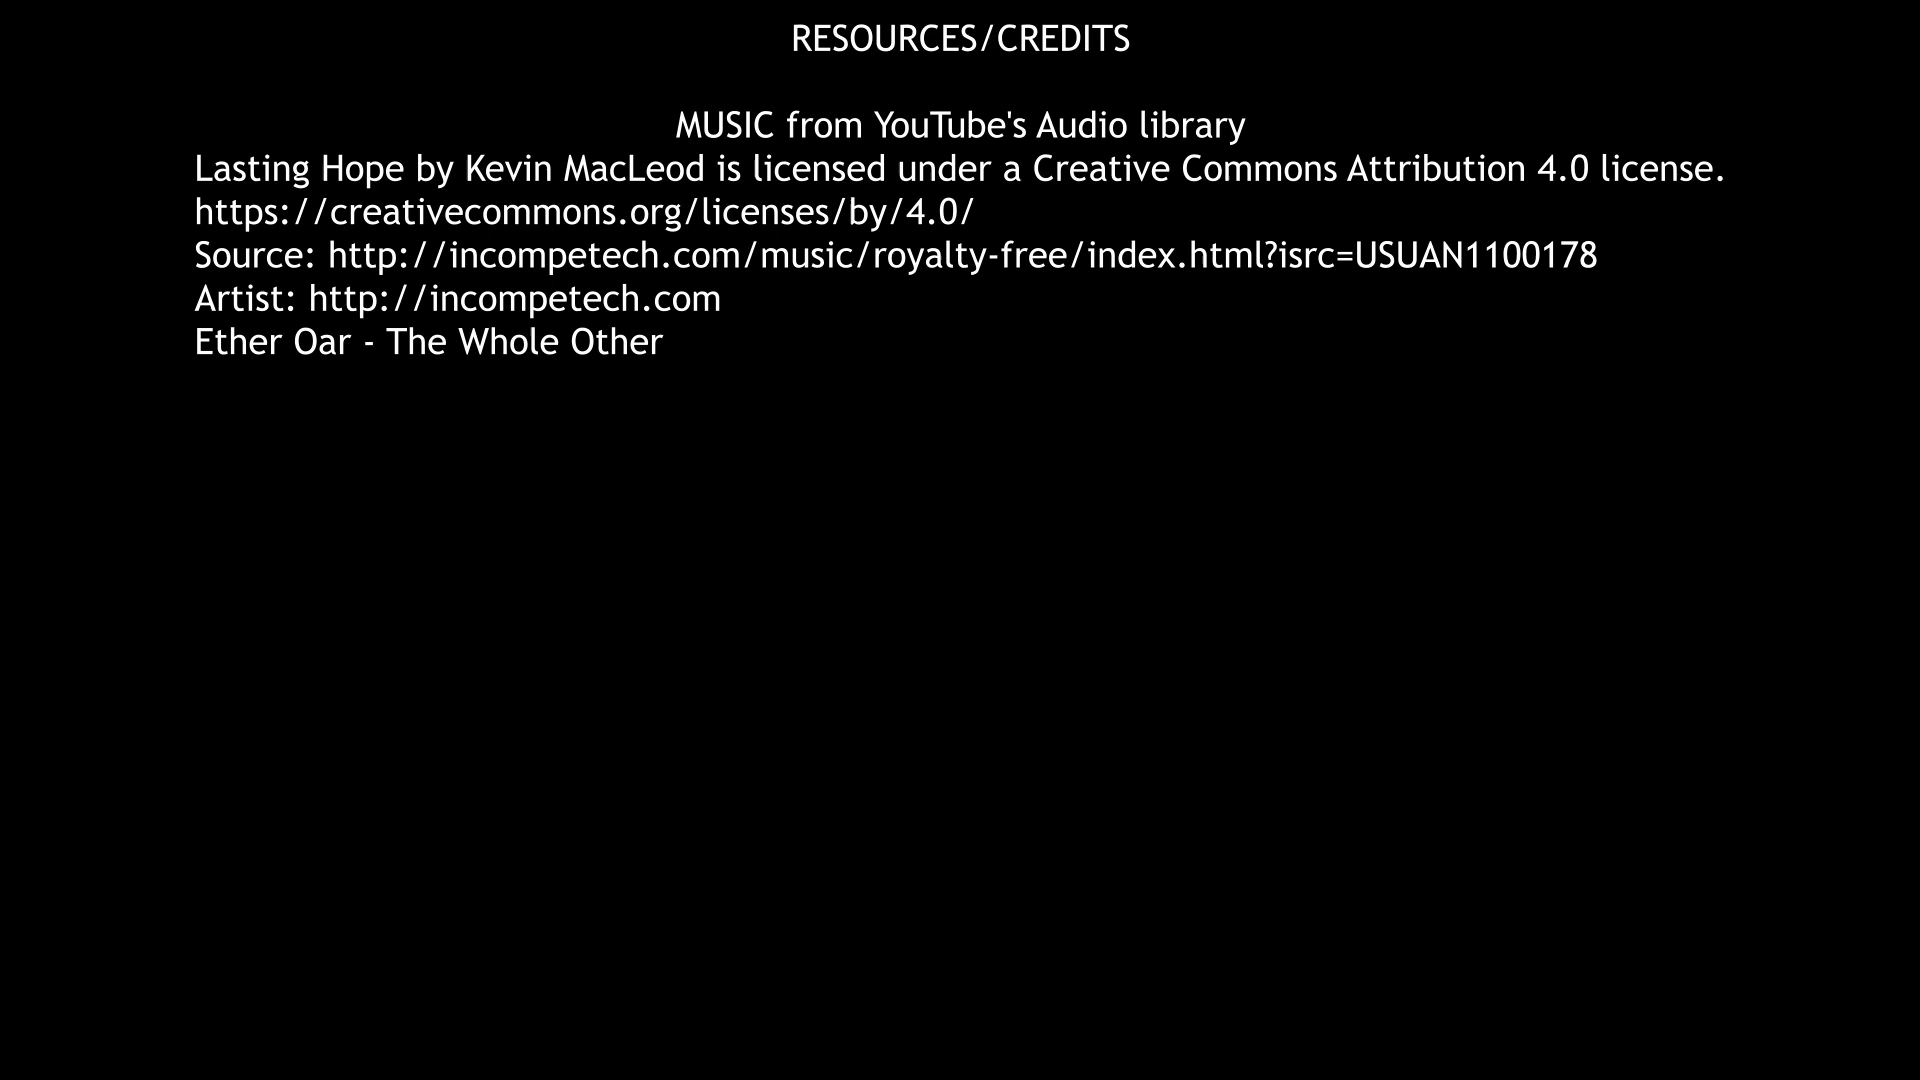 RESOURCES/CREDITS
MUSIC from YouTube's Audio library
Lasting Hope by Kevin MacLeod is licensed under a Creative Commons Attribution 4.0 license.
https://creativecommons.org/licenses/by/4.0/
Source: http://incompetech.com/music/royalty-free/index.html?isrc=USUAN1100178
Artist: http://incompetech.com
Ether Oar - The Whole Other